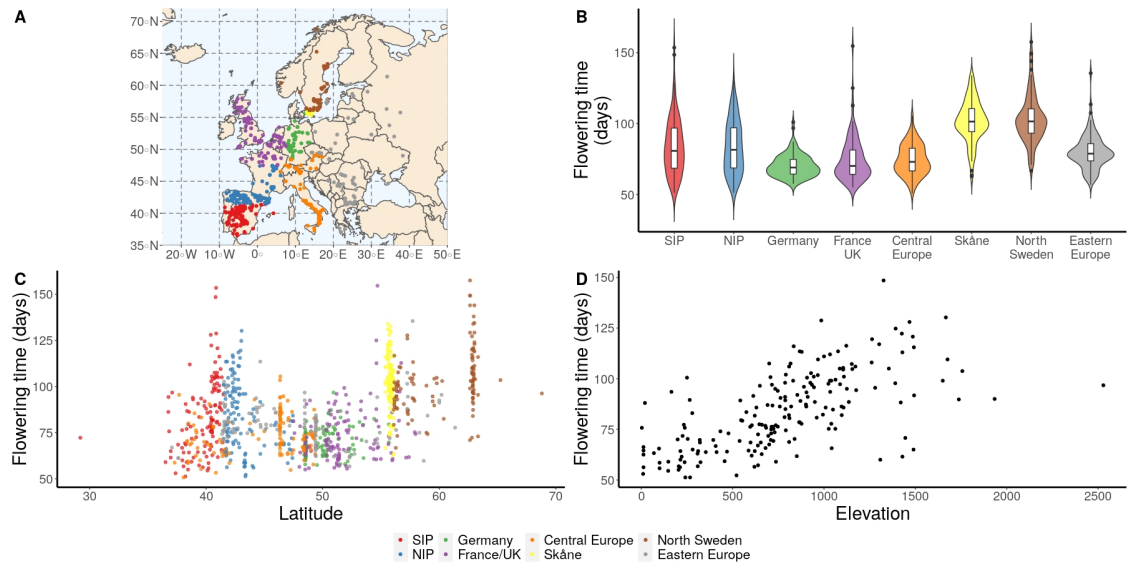 A
70◦N
65◦N
60◦N
55◦N
50◦N
45◦N
40◦N
35◦N
20◦W 10◦W 0◦ 10◦E 20◦E 30◦E 40◦E 50◦E
B
Flowering time
(days)
150
100
50
SIP NIP Germany France Central Skåne North Eastern
UK Europe Sweden Europe
C
Flowering time (days)
150
125
100
75
50
30 40 50 60 70
Latitude
D
Flowering time (days)
150
125
100
75
50
0 500 1000 1500 2000 2500
Elevation
SIP Germany Central Europe North Sweden
NIP France/UK Skåne Eastern Europe